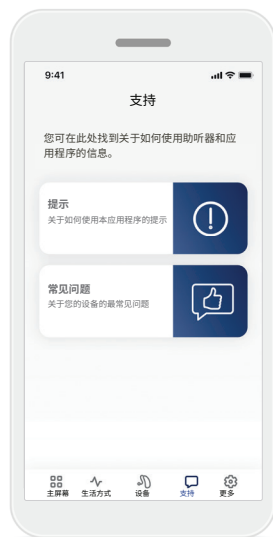 9:41
支持
您可在此处找到关于如何使用助听器和应
用程序的信息。
提示
关于如何使用本应用程序的提示
常见问题
关于您的设备的最常见问题
主屏幕 生活方式 设备 支持 更多